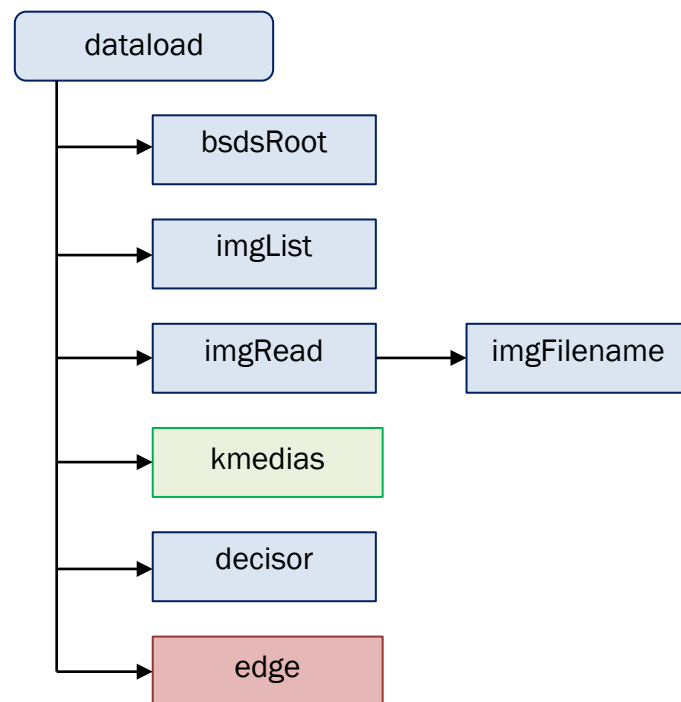 dataload
bsdsRoot
imgList
imgRead
imgFilename
kmedias
decisor
edge